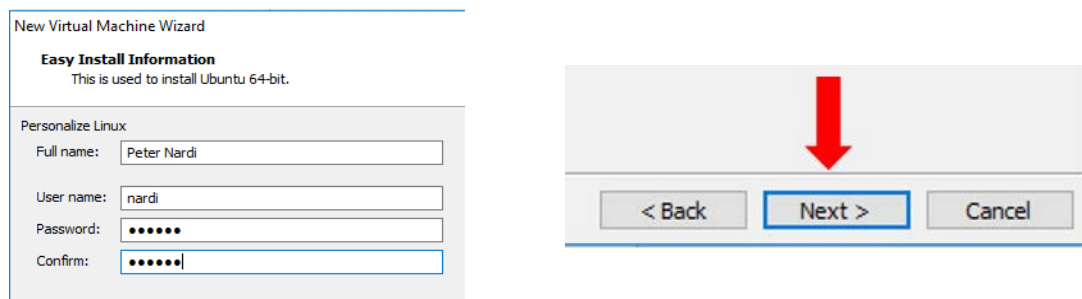 New Virtual Machine Wizard
Easy Install Information
This is used to install Ubuntu 64-bit.
Personalize Linux
Full name: Peter Nardi
User name: nardi
Password: ●●●●●●
Confirm: ●●●●●●
< Back Next > Cancel